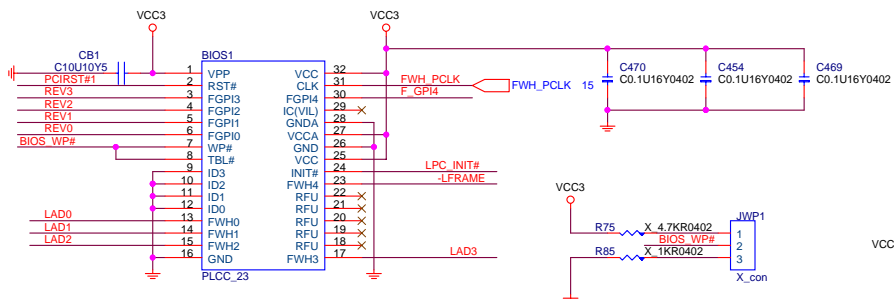 VCC3
VCC3
CB1
C10U10Y5
BIOS1
PCIRST#1
REV3
REV2
REV1
REV0
BIOS_WP#
LAD0
LAD1
LAD2
1 VPP VCC 32
2 RST# CLK 31
3 FGPI3 FGPI4 30
4 FGPI2 IC(VIL) 29
5 FGPI1 GNDA 28
6 FGPI0 VCCA 27
7 WP# GND 26
8 TBL# VCC 25
9 ID3 INIT# 24
10 ID2 FWH4 23
11 ID1 RFU 22
12 ID0 RFU 21
13 FWH0 RFU 20
14 FWH1 RFU 19
15 FWH2 RFU 18
16 GND FWH3 17
PLCC_23
FWH_PCLK
F_GPI4
LPC_INIT#
-LFRAME
LAD3
FWH_PCLK 15
C470
C0.1U16Y0402
C454
C0.1U16Y0402
C469
C0.1U16Y0402
VCC3
R75 X_4.7KR0402
BIOS_WP#
R85 X_1KR0402
JWP1
1
2
3
X_con
VCC